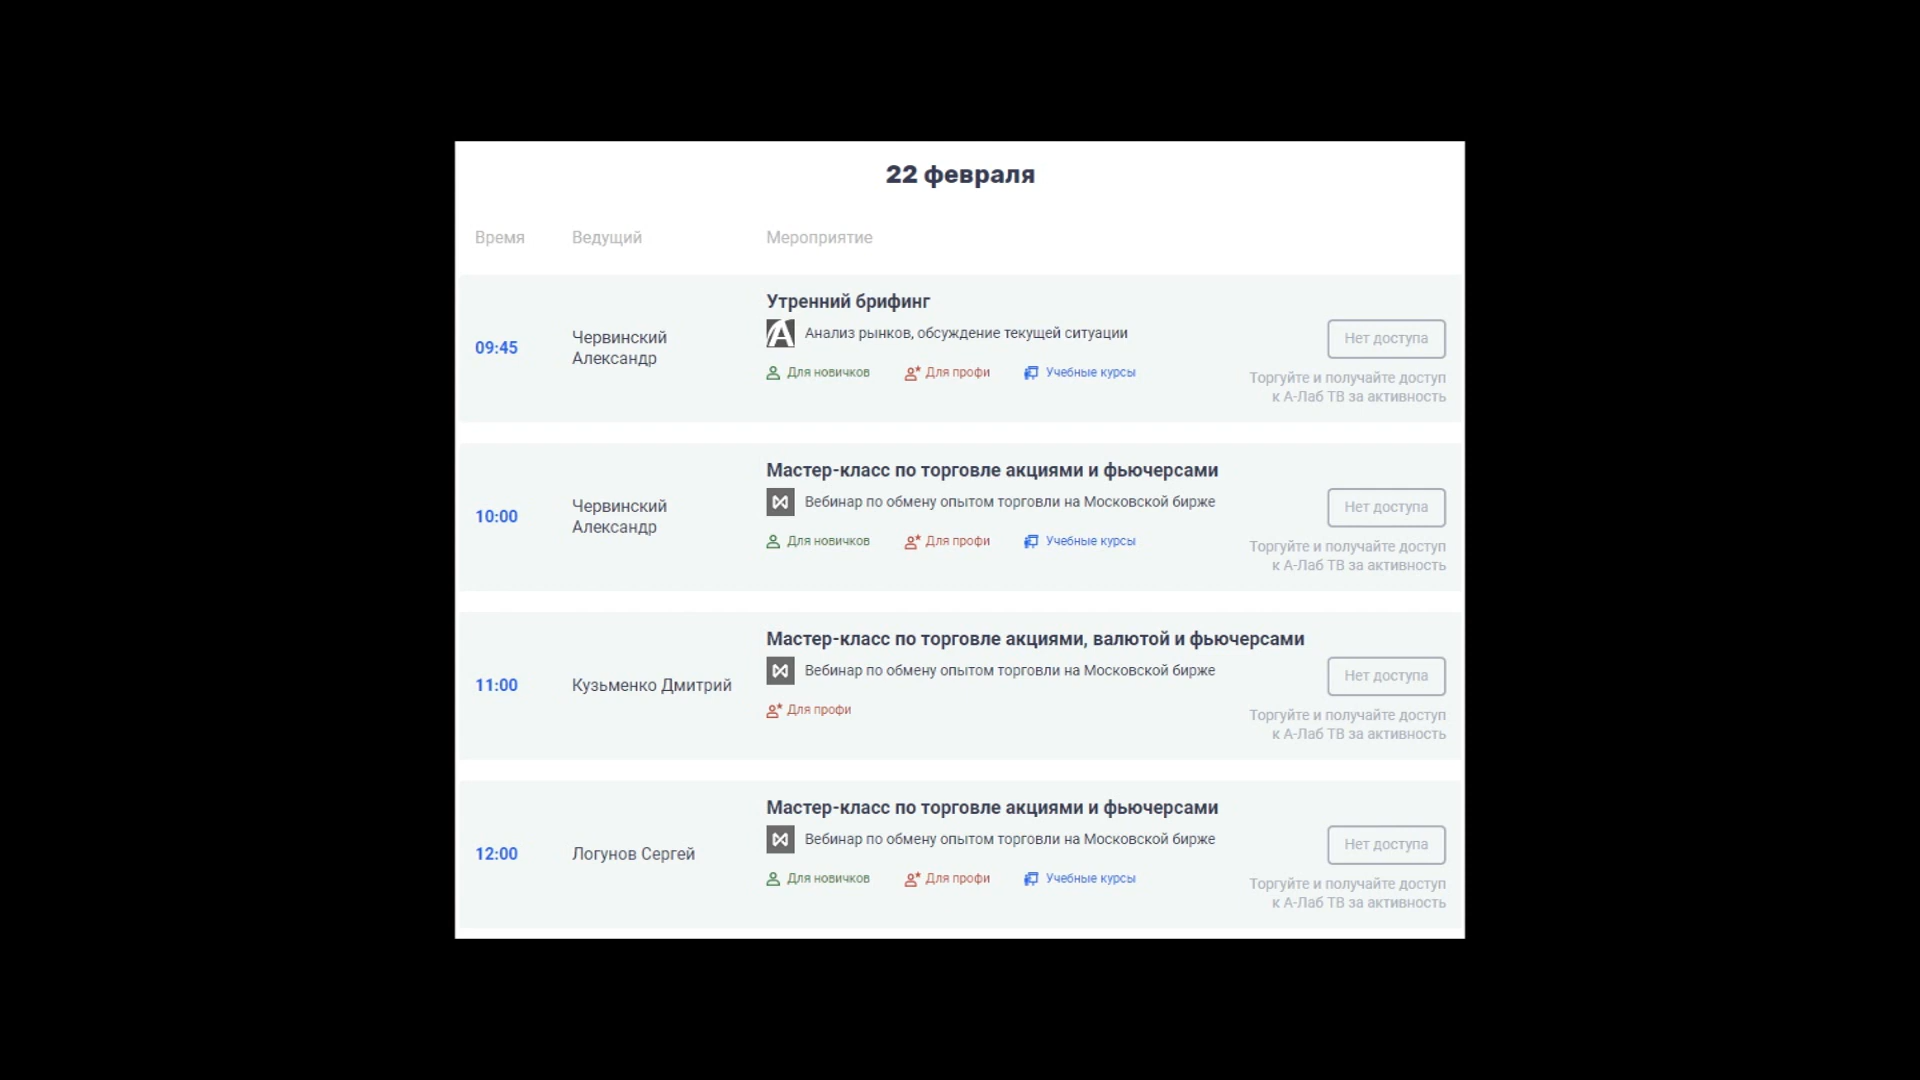 22 февраля
Время Ведущий Мероприятие
Утренний брифинг
09:45
Червинский
Александр
Анализ рынков, обсуждение текущей ситуации
Для новичков Для профи Учебные курсы
Нет доступа
Торгуйте и получайте доступ
к А-Лаб ТВ за активность
Мастер-класс по торговле акциями и фьючерсами
10:00
Червинский
Александр
Вебинар по обмену опытом торговли на Московской бирже
Для новичков Для профи Учебные курсы
Нет доступа
Торгуйте и получайте доступ
к А-Лаб ТВ за активность
Мастер-класс по торговле акциями, валютой и фьючерсами
11:00
Кузьменко Дмитрий
Вебинар по обмену опытом торговли на Московской бирже
Для профи
Нет доступа
Торгуйте и получайте доступ
к А-Лаб ТВ за активность
Мастер-класс по торговле акциями и фьючерсами
12:00
Логунов Сергей
Вебинар по обмену опытом торговли на Московской бирже
Для новичков Для профи Учебные курсы
Нет доступа
Торгуйте и получайте доступ
к А-Лаб ТВ за активность